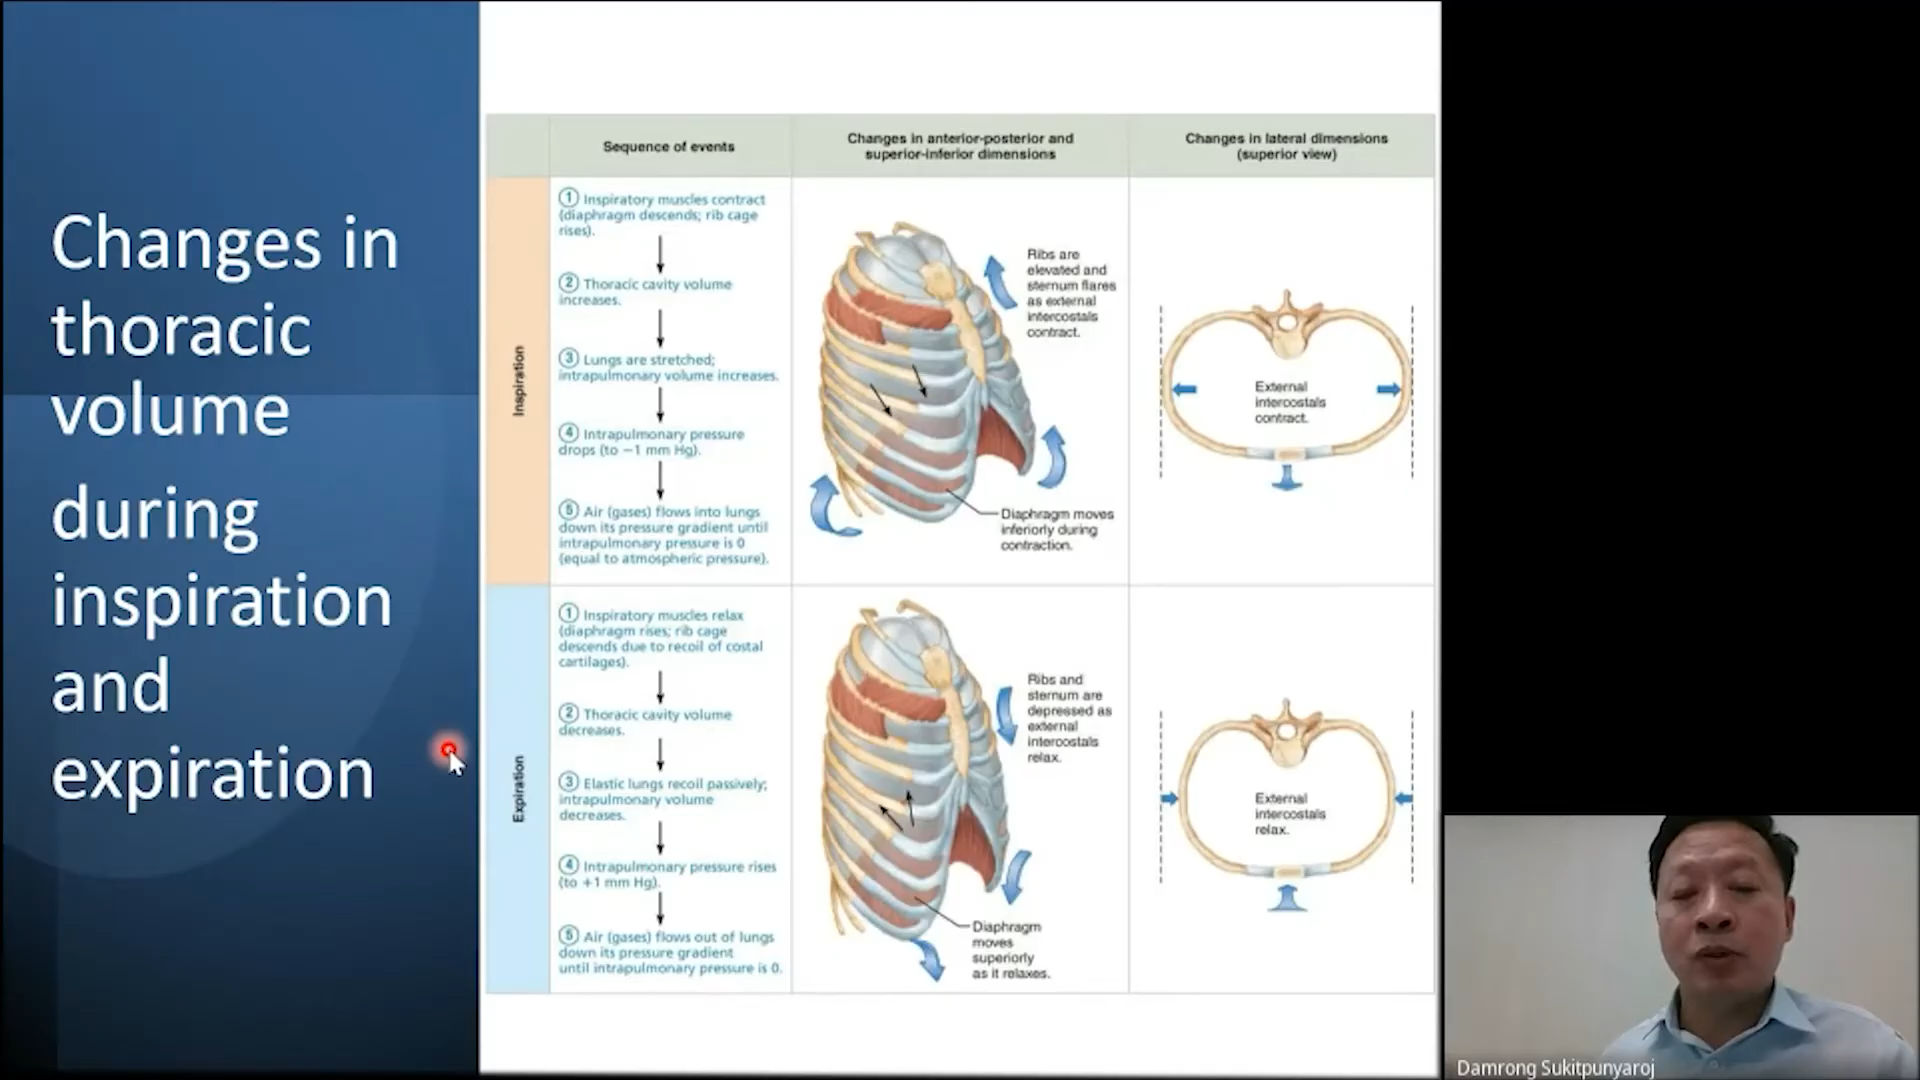 Changes in
thoracic
volume
during
inspiration
and
expiration
Sequence of events
Changes in anterior-posterior and
superior-inferior dimensions
Changes in lateral dimensions
(superior view)
Inspiration
① Inspiratory muscles contract
(diaphragm descends; rib cage
rises).
② Thoracic cavity volume
increases.
③ Lungs are stretched;
intrapulmonary volume increases.
④ Intrapulmonary pressure
drops (to −1 mm Hg).
⑤ Air (gases) flows into lungs
down its pressure gradient until
intrapulmonary pressure is 0
(equal to atmospheric pressure).
Ribs are
elevated and
sternum flares
as external
intercostals
contract.
Diaphragm moves
inferiorly during
contraction.
External
intercostals
contract.
Expiration
① Inspiratory muscles relax
(diaphragm rises; rib cage
descends due to recoil of costal
cartilages).
② Thoracic cavity volume
decreases.
③ Elastic lungs recoil passively;
intrapulmonary volume
decreases.
④ Intrapulmonary pressure rises
(to +1 mm Hg).
⑤ Air (gases) flows out of lungs
down its pressure gradient
until intrapulmonary pressure is 0.
Ribs and
sternum are
depressed as
external
intercostals
relax.
Diaphragm
moves
superiorly
as it relaxes.
External
intercostals
relax.
Damrong Sukitpunyaroj